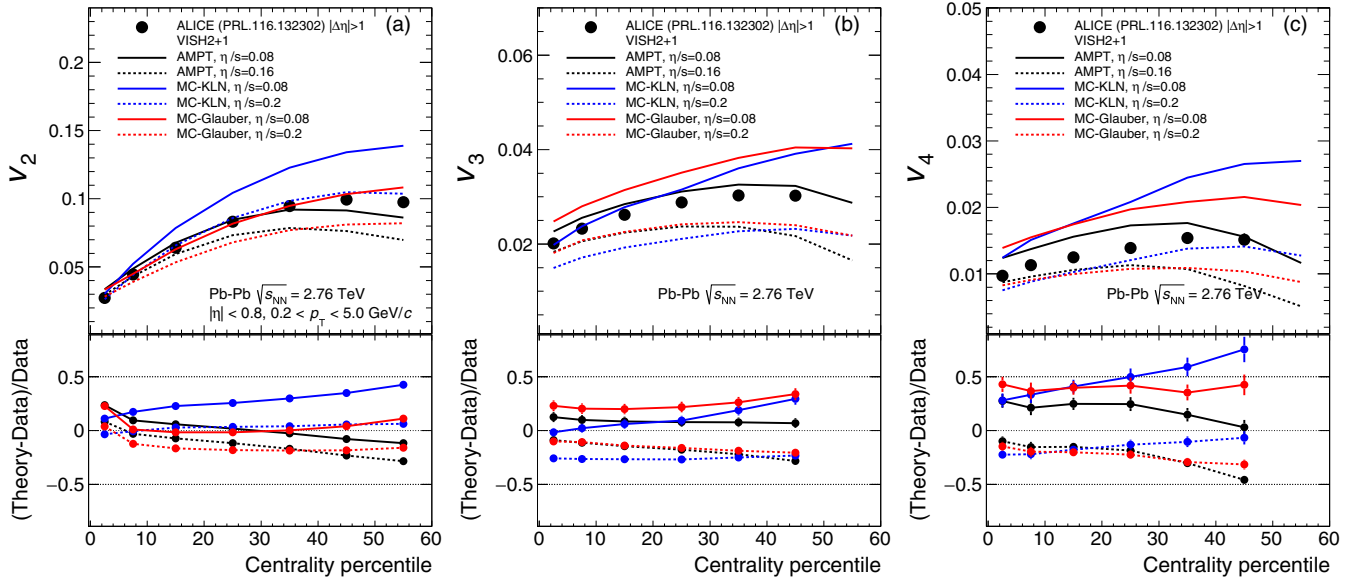 (a)
ALICE (PRL.116.132302) |Δη|>1
VISH2+1
AMPT, η/s=0.08
AMPT, η/s=0.16
MC-KLN, η/s=0.08
MC-KLN, η/s=0.2
MC-Glauber, η/s=0.08
MC-Glauber, η/s=0.2
0.2
0.15
0.1
0.05
v2
Pb-Pb √sNN = 2.76 TeV
|η| < 0.8, 0.2 < pT < 5.0 GeV/c
(Theory-Data)/Data
0.5
0
−0.5
0 10 20 30 40 50 60
Centrality percentile
(b)
ALICE (PRL.116.132302) |Δη|>1
VISH2+1
AMPT, η/s=0.08
AMPT, η/s=0.16
MC-KLN, η/s=0.08
MC-KLN, η/s=0.2
MC-Glauber, η/s=0.08
MC-Glauber, η/s=0.2
0.06
0.04
0.02
v3
Pb-Pb √sNN = 2.76 TeV
(Theory-Data)/Data
0.5
0
−0.5
0 10 20 30 40 50 60
Centrality percentile
(c)
ALICE (PRL.116.132302) |Δη|>1
VISH2+1
AMPT, η/s=0.08
AMPT, η/s=0.16
MC-KLN, η/s=0.08
MC-KLN, η/s=0.2
MC-Glauber, η/s=0.08
MC-Glauber, η/s=0.2
0.05
0.04
0.03
0.02
0.01
v4
Pb-Pb √sNN = 2.76 TeV
(Theory-Data)/Data
0.5
0
−0.5
0 10 20 30 40 50 60
Centrality percentile